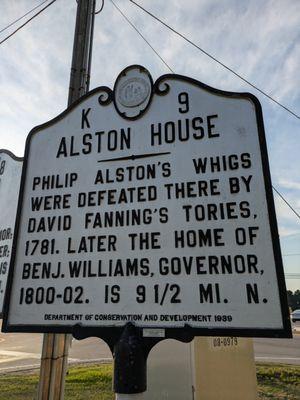 K 9
ALSTON HOUSE
PHILIP ALSTON'S WHIGS
WERE DEFEATED THERE BY
DAVID FANNING'S TORIES,
1781. LATER THE HOME OF
BENJ. WILLIAMS, GOVERNOR,
1800-02. IS 9 1/2 MI. N.
DEPARTMENT OF CONSERVATION AND DEVELOPMENT 1939